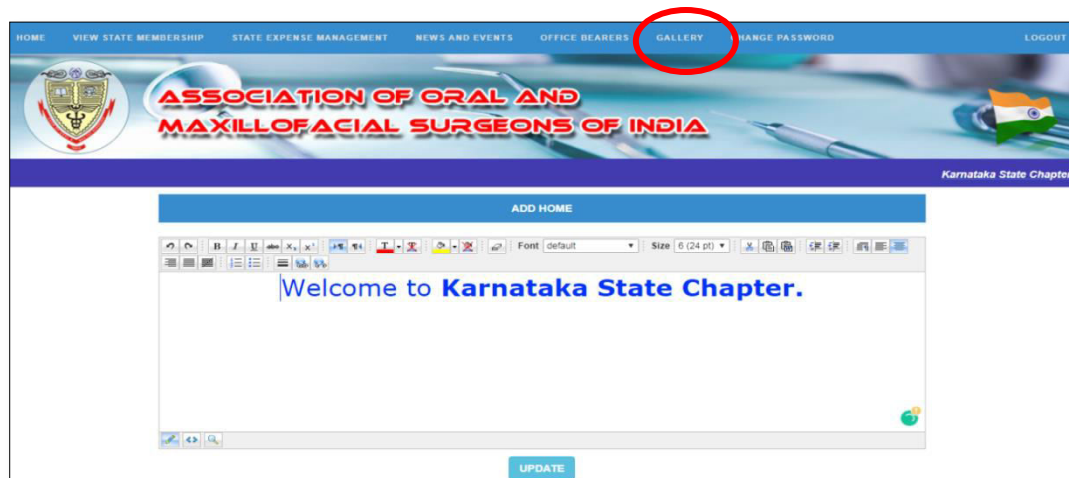 HOME VIEW STATE MEMBERSHIP STATE EXPENSE MANAGEMENT NEWS AND EVENTS OFFICE BEARERS GALLERY CHANGE PASSWORD LOGOUT
ASSOCIATION OF ORAL AND
MAXILLOFACIAL SURGEONS OF INDIA
Karnataka State Chapter
ADD HOME
Font default Size 6 (24 pt)
Welcome to Karnataka State Chapter.
UPDATE